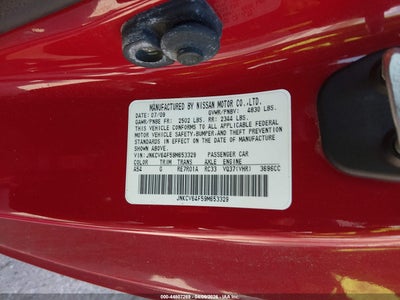 MANUFACTURED BY NISSAN MOTOR CO.,LTD.
DATE: 07/09 GVWR/PNBV: 4830 LBS.
GAWR/PNBE FR: 2502 LBS. RR: 2344 LBS.
THIS VEHICLE CONFORMS TO ALL APPLICABLE FEDERAL
MOTOR VEHICLE SAFETY,BUMPER,AND THEFT PREVENTION
STANDARDS IN EFFECT ON THE DATE OF MANUFACTURE
SHOWN ABOVE.
VIN:JNKCV64F59M653329 PASSENGER CAR
COLOR TRIM TRANS AXLE ENGINE
A54 G RE7R01A RC33 VQ37(VHR) 3696CC